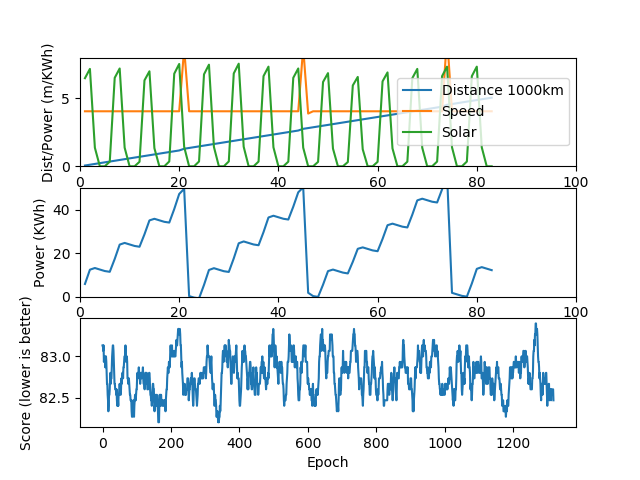 Dist/Power (m/KWh)
5
0
Distance 1000km
Speed
Solar
0 20 40 60 80 100
Power (KWh)
40
20
0
0 20 40 60 80 100
Score (lower is better)
83.0
82.5
0 200 400 600 800 1000 1200
Epoch